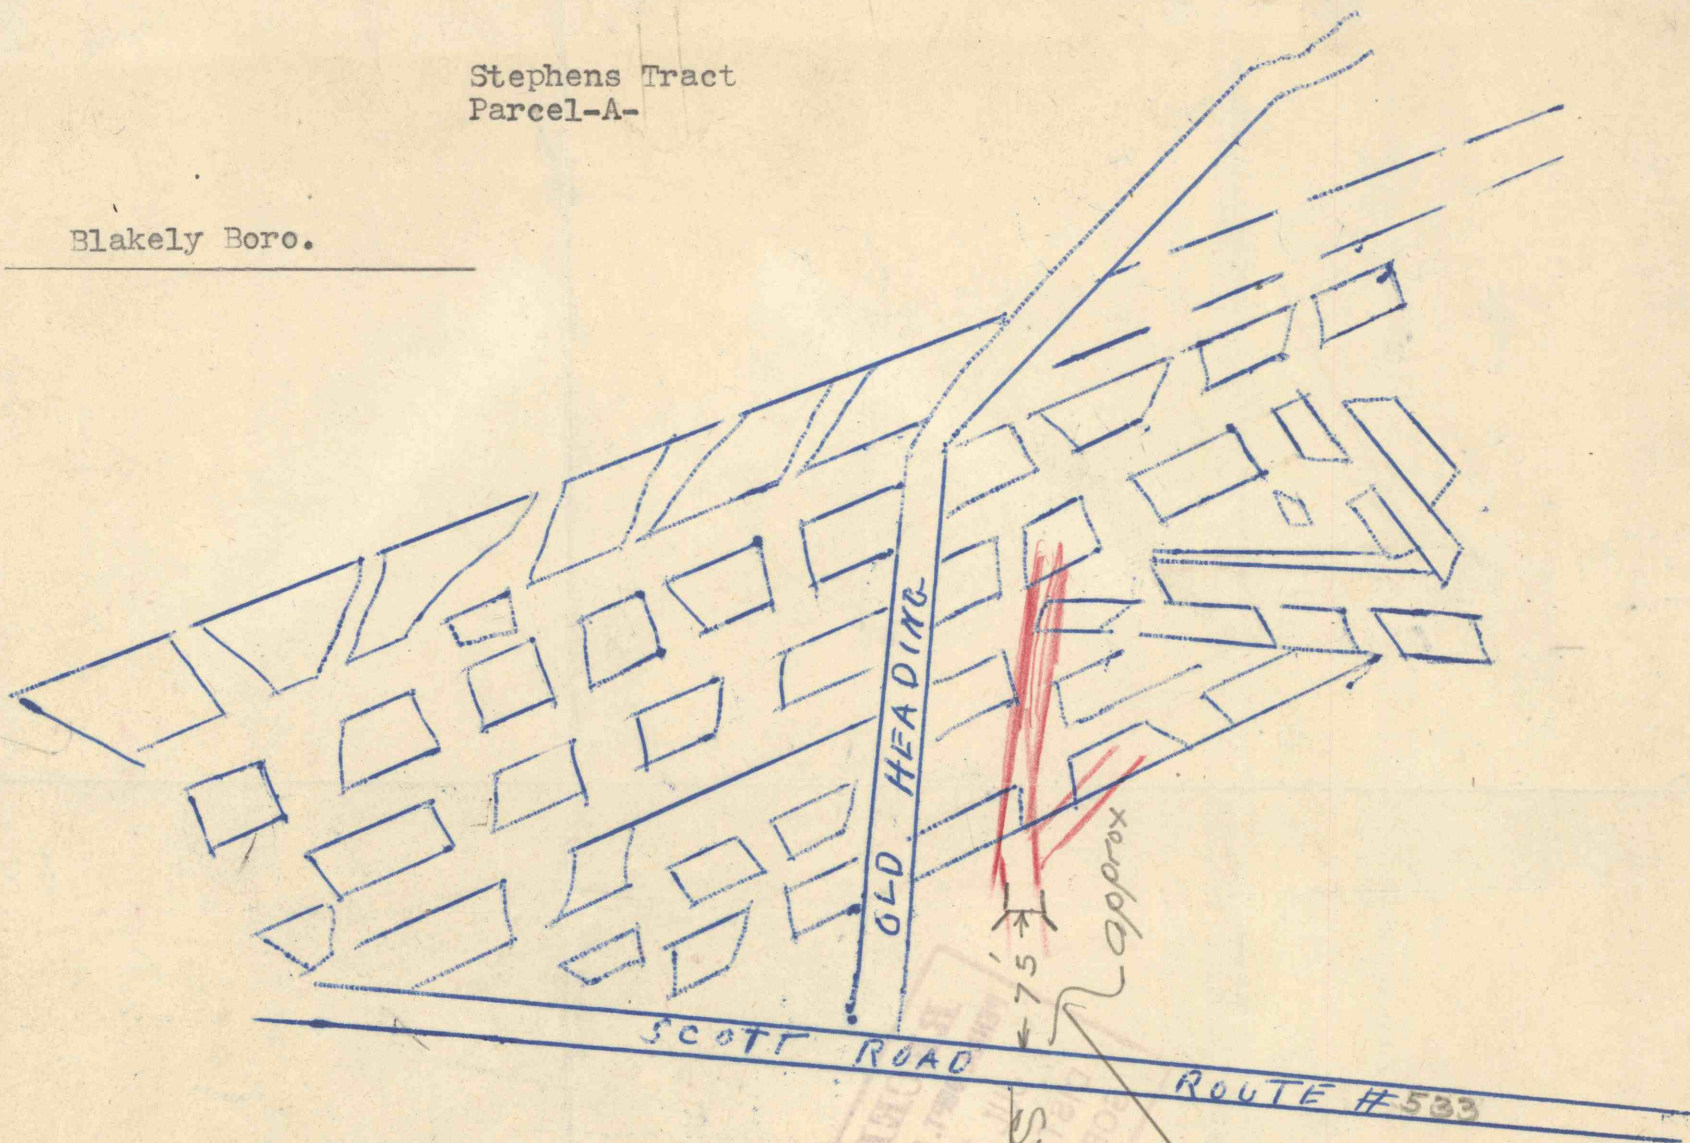 Stephens Tract
Parcel-A-
Blakely Boro.
OLD HEADING
approx
75'
SCOTT ROAD ROUTE #533